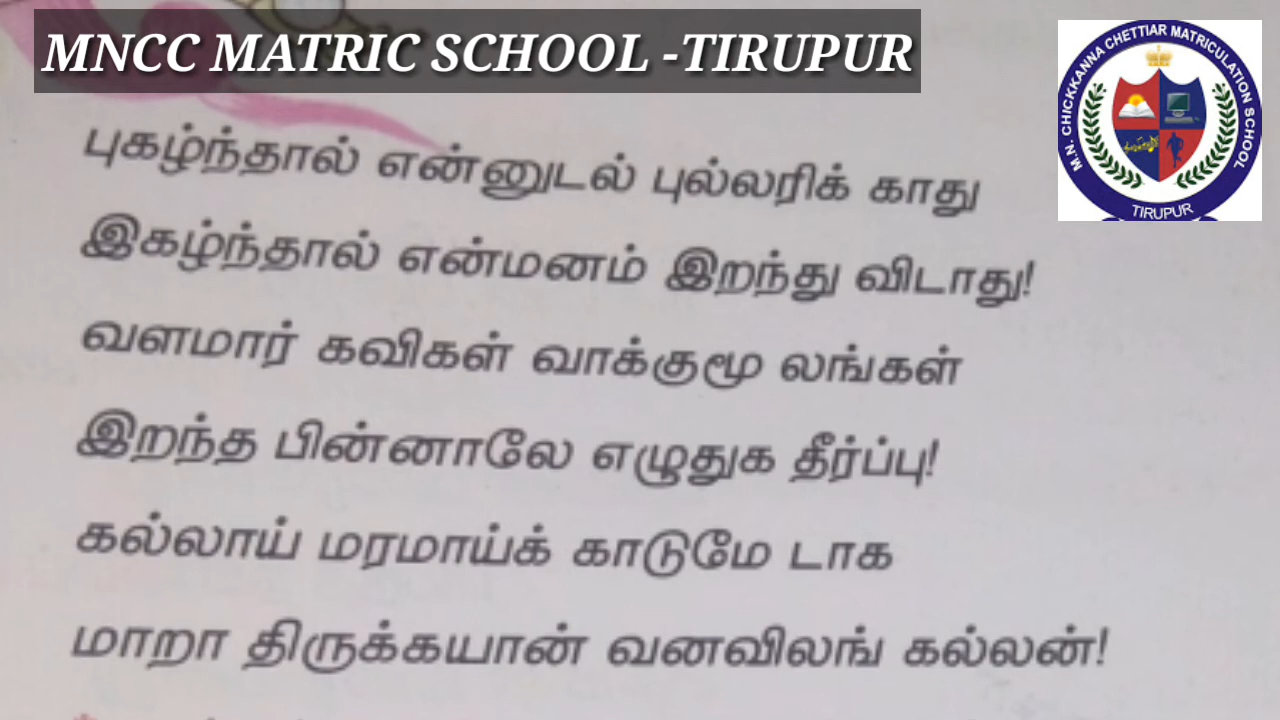 MNCC MATRIC SCHOOL -TIRUPUR
M.N. CHICKKANNA CHETTIAR MATRICULATION SCHOOL
TIRUPUR
புகழ்ந்தால் என்னுடல் புல்லரிக் காது
இகழ்ந்தால் என்மனம் இறந்து விடாது!
வளமார் கவிகள் வாக்குமூ லங்கள்
இறந்த பின்னாலே எழுதுக தீர்ப்பு!
கல்லாய் மரமாய்க் காடுமே டாக
மாறா திருக்கயான் வனவிலங் கல்லன்!